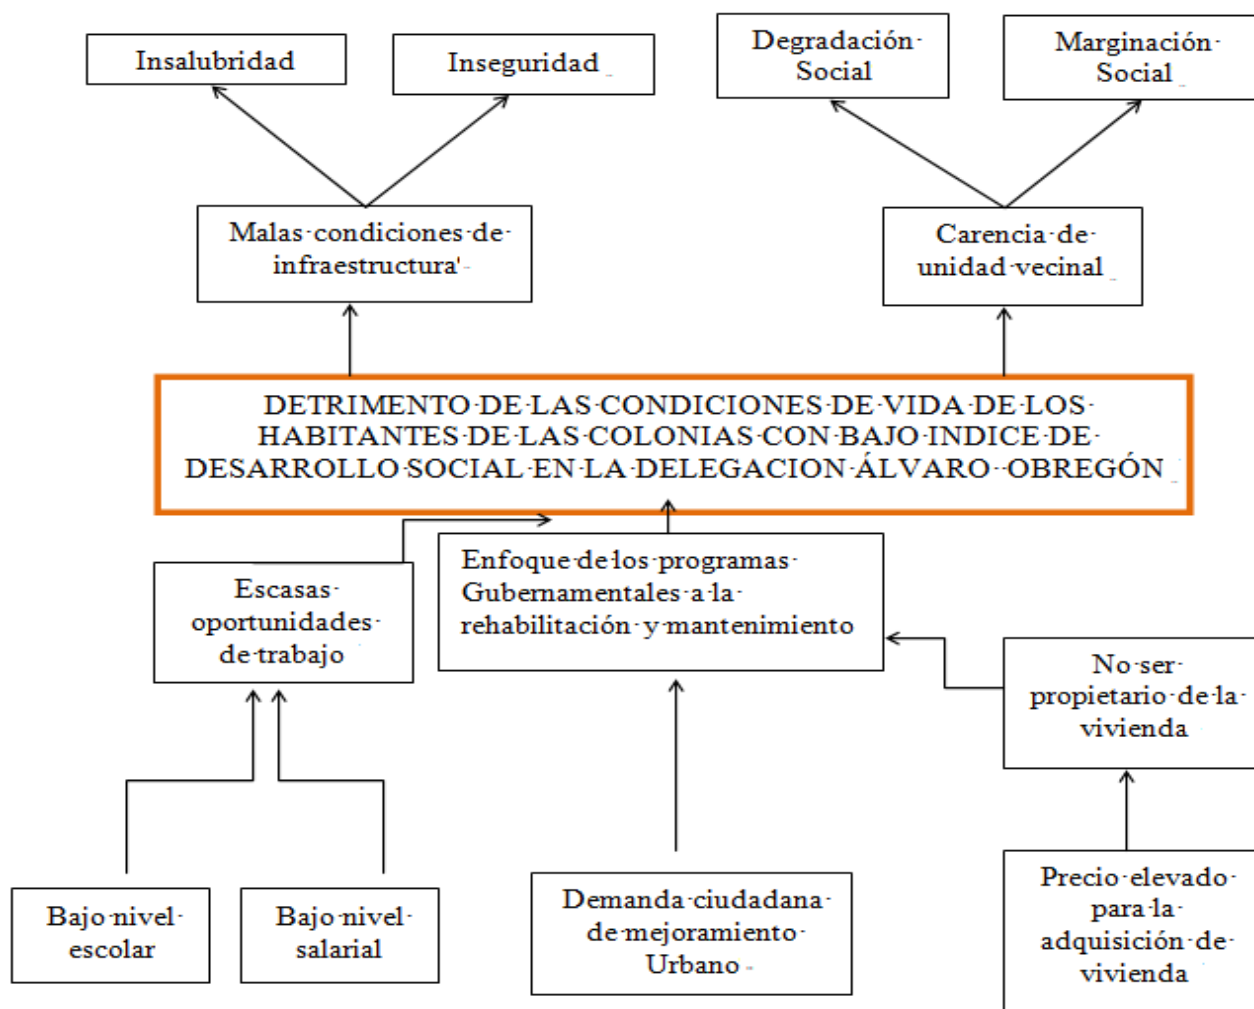 Insalubridad
Inseguridad
Degradación
Social
Marginación
Social
Malas condiciones de
infraestructura'
Carencia de
unidad vecinal
DETRIMENTO DE LAS CONDICIONES DE VIDA DE LOS
HABITANTES DE LAS COLONIAS CON BAJO INDICE DE
DESARROLLO SOCIAL EN LA DELEGACION ÁLVARO OBREGÓN
Escasas
oportunidades
de trabajo
Enfoque de los programas
Gubernamentales a la
rehabilitación y mantenimiento
No ser
propietario de la
vivienda
Bajo nivel
escolar
Bajo nivel
salarial
Demanda ciudadana
de mejoramiento
Urbano
Precio elevado
para la
adquisición de
vivienda